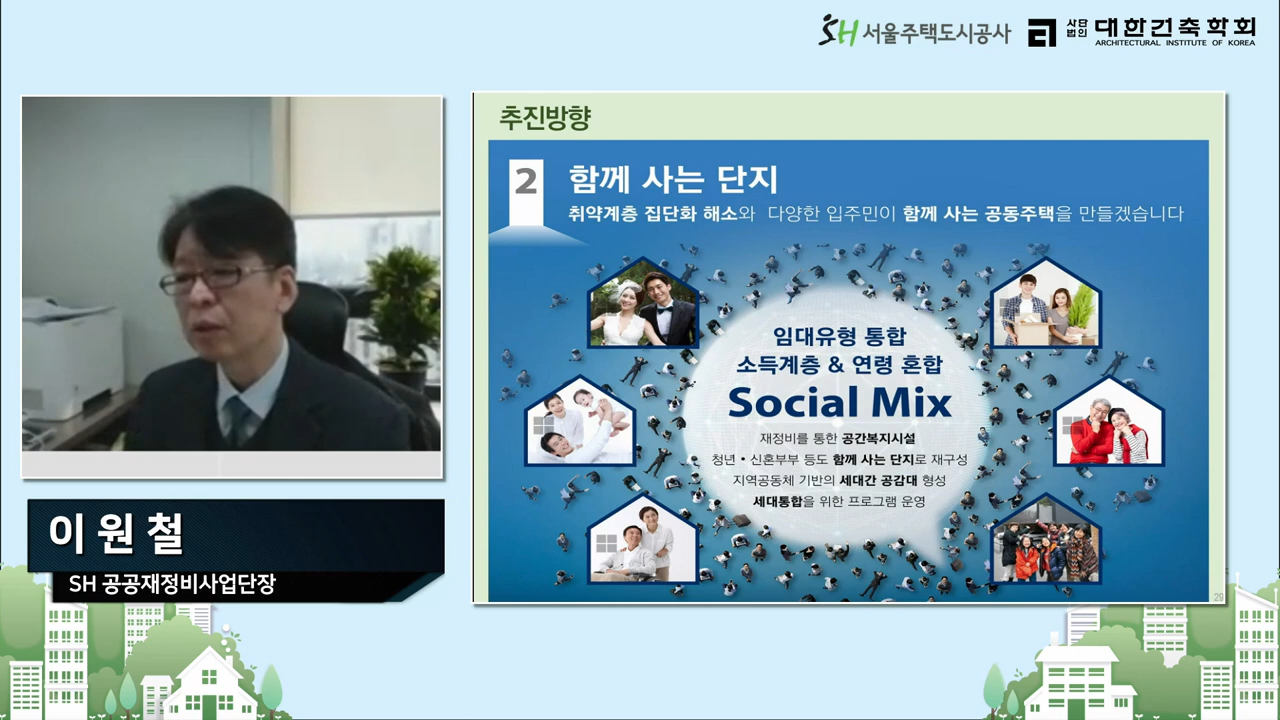 SH 서울주택도시공사
사단법인 대한건축학회
ARCHITECTURAL INSTITUTE OF KOREA
추진방향
2 함께 사는 단지
취약계층 집단화 해소와 다양한 입주민이 함께 사는 공동주택을 만들겠습니다
임대유형 통합
소득계층 & 연령 혼합
Social Mix
재정비를 통한 공간복지시설
청년 • 신혼부부 등도 함께 사는 단지로 재구성
지역공동체 기반의 세대간 공감대 형성
세대통합을 위한 프로그램 운영
29
이 원 철
SH 공공재정비사업단장